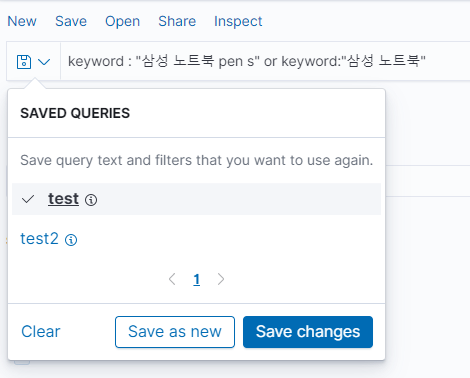 New Save Open Share Inspect
keyword : "삼성 노트북 pen s" or keyword:"삼성 노트북"
SAVED QUERIES
Save query text and filters that you want to use again.
test
test2
1
Clear Save as new Save changes